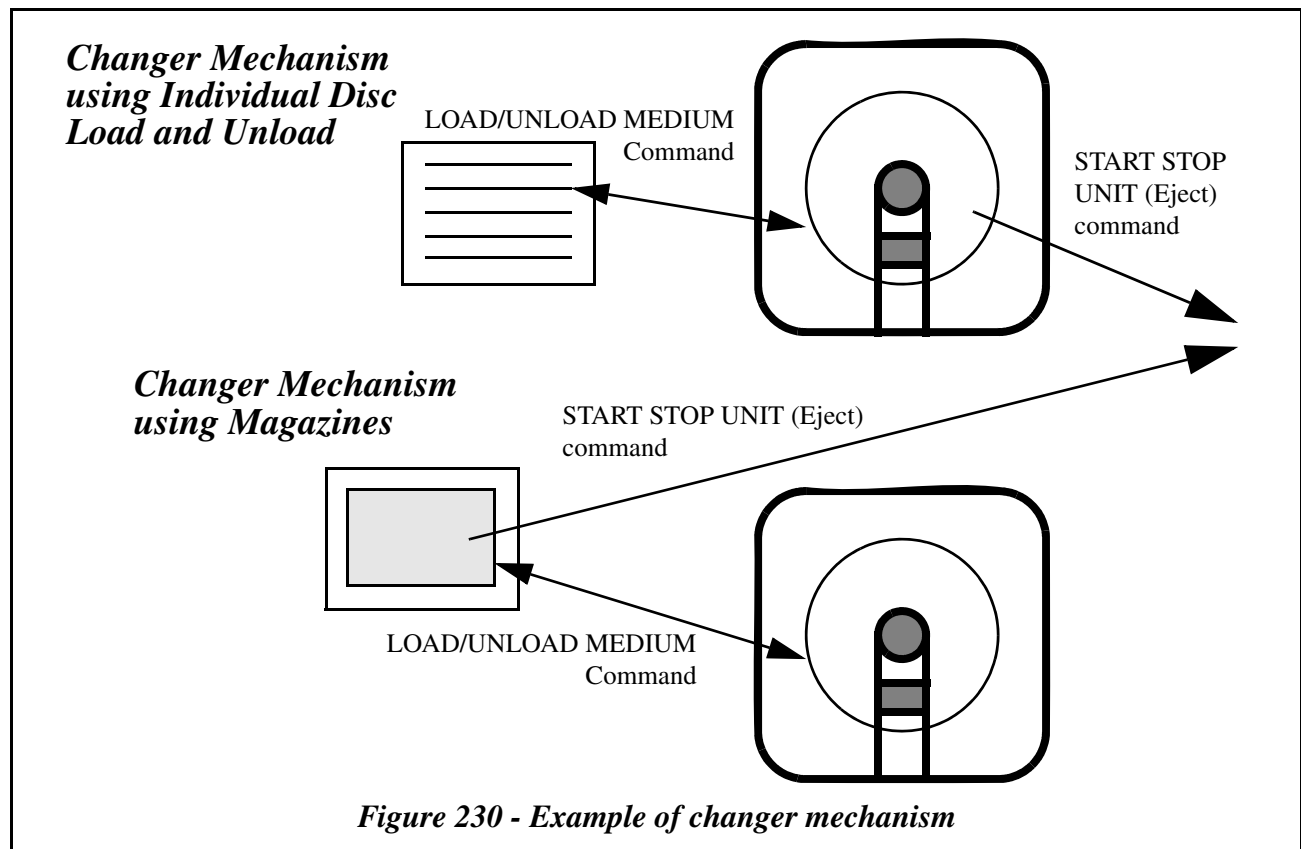 Changer Mechanism
using Individual Disc
Load and Unload
LOAD/UNLOAD MEDIUM
Command
START STOP
UNIT (Eject)
command
Changer Mechanism
using Magazines
START STOP UNIT (Eject)
command
LOAD/UNLOAD MEDIUM
Command
Figure 230 - Example of changer mechanism